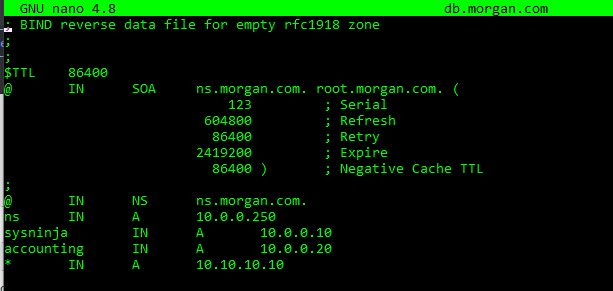 GNU nano 4.8 db.morgan.com
; BIND reverse data file for empty rfc1918 zone
;
;
$TTL 86400
@ IN SOA ns.morgan.com. root.morgan.com. (
123 ; Serial
604800 ; Refresh
86400 ; Retry
2419200 ; Expire
86400 ) ; Negative Cache TTL
;
@ IN NS ns.morgan.com.
ns IN A 10.0.0.250
sysninja IN A 10.0.0.10
accounting IN A 10.0.0.20
* IN A 10.10.10.10